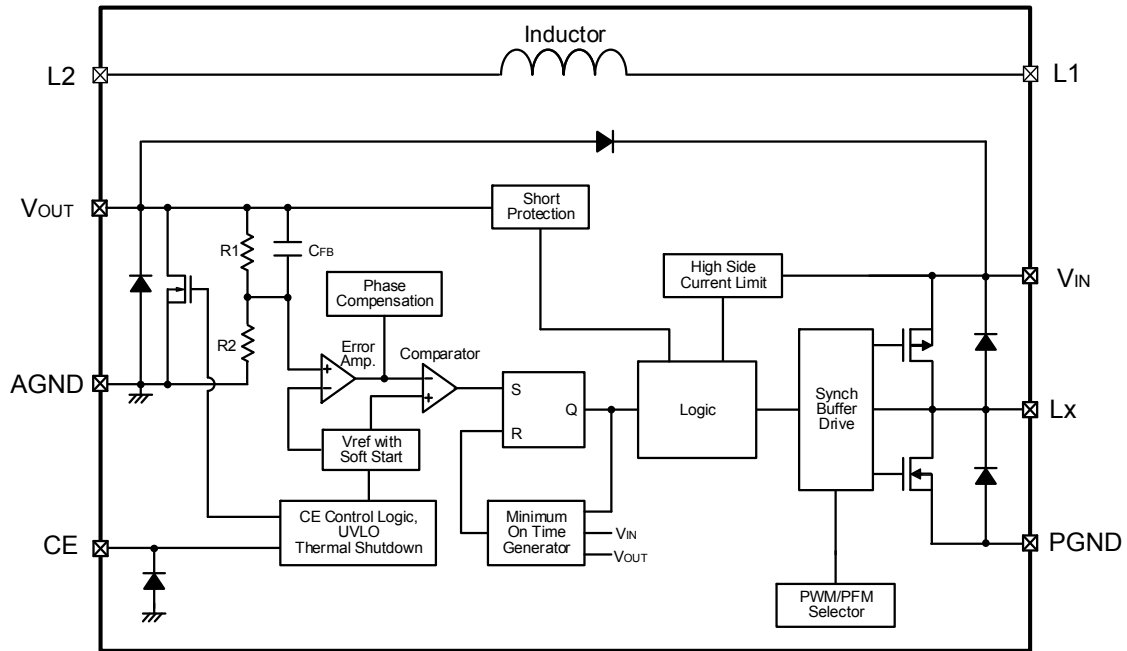 Inductor
L2
L1
VOUT
Short
Protection
R1
CFB
High Side
Current Limit
VIN
Phase
Compensation
R2
Error
Amp.
Comparator
AGND
+
−
−
+
S
Q
R
Logic
Synch
Buffer
Drive
Lx
Vref with
Soft Start
CE Control Logic,
UVLO
Thermal Shutdown
Minimum
On Time
Generator
VIN
VOUT
CE
PGND
PWM/PFM
Selector